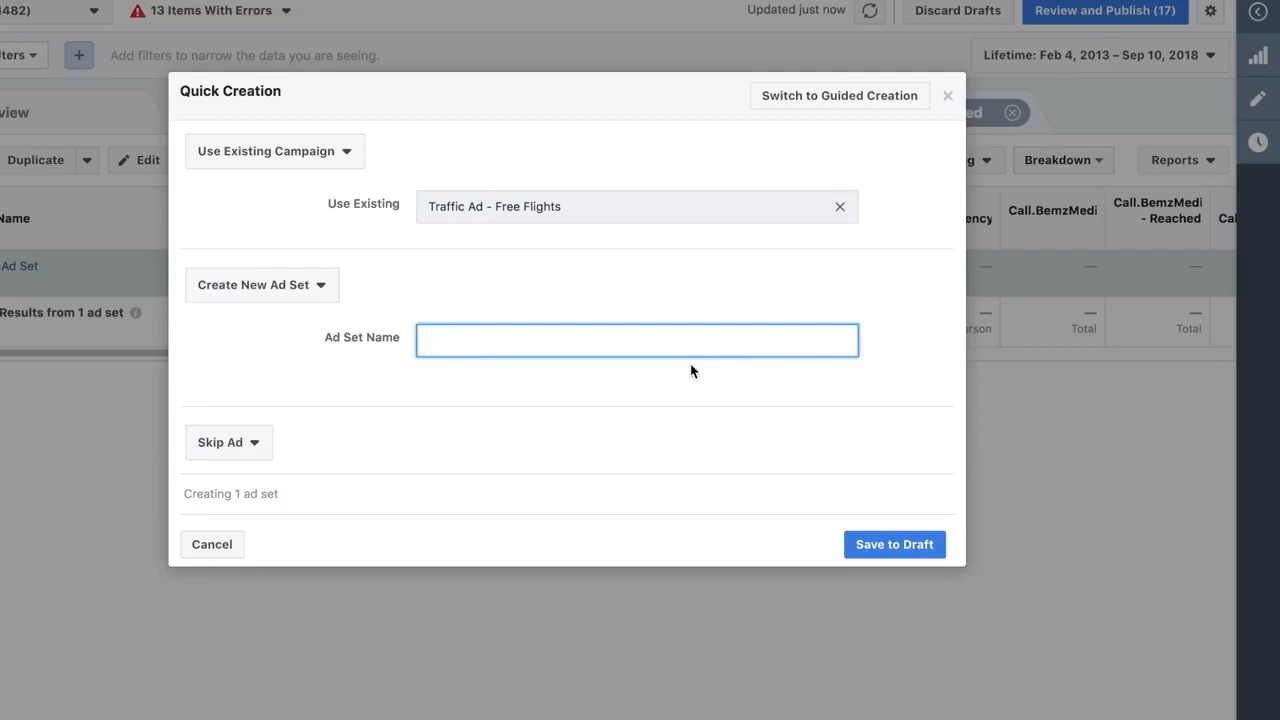 1482)
13 Items With Errors
Updated just now
Discard Drafts
Review and Publish (17)
lters
+
Add filters to narrow the data you are seeing.
Lifetime: Feb 4, 2013 – Sep 10, 2018
view
ed
Duplicate
Edit
g
Breakdown
Reports
Name
ency
Call.BemzMedi
Call.BemzMedi
- Reached
Ca
Ad Set
—
—
—
Results from 1 ad set
—
—
—
erson
Total
Total
Quick Creation
Switch to Guided Creation
Use Existing Campaign
Use Existing
Traffic Ad - Free Flights
Create New Ad Set
Ad Set Name
Skip Ad
Creating 1 ad set
Cancel
Save to Draft